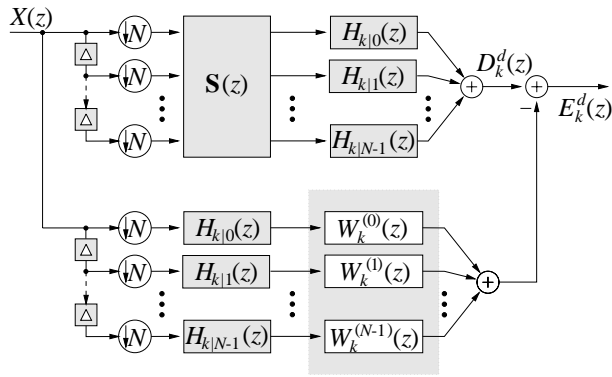 X(z)
↓N
S(z)
H_{k|0}(z)
D_k^d(z)
Δ
↓N
H_{k|1}(z)
+
+
E_k^d(z)
−
Δ
↓N
H_{k|N-1}(z)
↓N
H_{k|0}(z)
W_k^{(0)}(z)
Δ
↓N
H_{k|1}(z)
W_k^{(1)}(z)
+
Δ
↓N
H_{k|N-1}(z)
W_k^{(N-1)}(z)